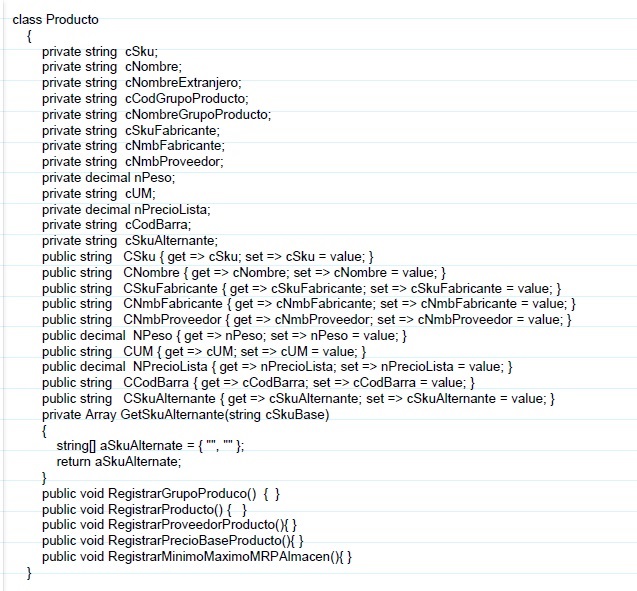 class Producto
{
private string  cSku;
private string  cNombre;
private string  cNombreExtranjero;
private string  cCodGrupoProducto;
private string  cNombreGrupoProducto;
private string  cSkuFabricante;
private string  cNmbFabricante;
private string  cNmbProveedor;
private decimal nPeso;
private string  cUM;
private decimal nPrecioLista;
private string  cCodBarra;
private string  cSkuAlternante;
public string   CSku { get => cSku; set => cSku = value; }
public string   CNombre { get => cNombre; set => cNombre = value; }
public string   CSkuFabricante { get => cSkuFabricante; set => cSkuFabricante = value; }
public string   CNmbFabricante { get => cNmbFabricante; set => cNmbFabricante = value; }
public string   CNmbProveedor { get => cNmbProveedor; set => cNmbProveedor = value; }
public decimal  NPeso { get => nPeso; set => nPeso = value; }
public string   CUM { get => cUM; set => cUM = value; }
public decimal  NPrecioLista { get => nPrecioLista; set => nPrecioLista = value; }
public string   CCodBarra { get => cCodBarra; set => cCodBarra = value; }
public string   CSkuAlternante { get => cSkuAlternante; set => cSkuAlternante = value; }
private Array GetSkuAlternante(string cSkuBase)
{
string[] aSkuAlternate = { "", "" };
return aSkuAlternate;
}
public void RegistrarGrupoProduco()  {  }
public void RegistrarProducto() {   }
public void RegistrarProveedorProducto(){ }
public void RegistrarPrecioBaseProducto(){ }
public void RegistrarMinimoMaximoMRPAlmacen(){ }
}